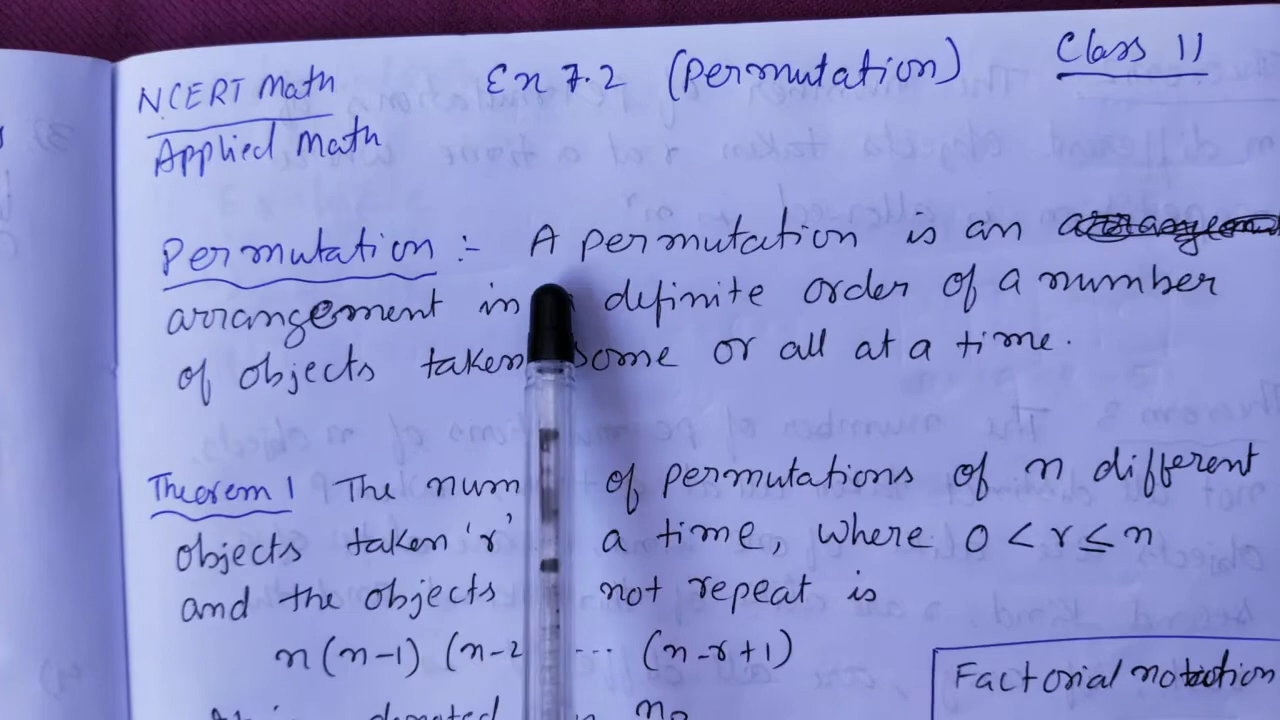 NCERT Math
Applied Math
Ex 7.2 (Permutation)
Class 11
Permutation :- A permutation is an
arrangement in definite order of a number
of objects taken some or all at a time.
Theorem 1 The num of permutations of n different
objects taken 'r' a time, where 0 < r ≤ n
and the objects not repeat is
n(n-1) (n-2 ... (n-r+1)
denoted
Factorial notation